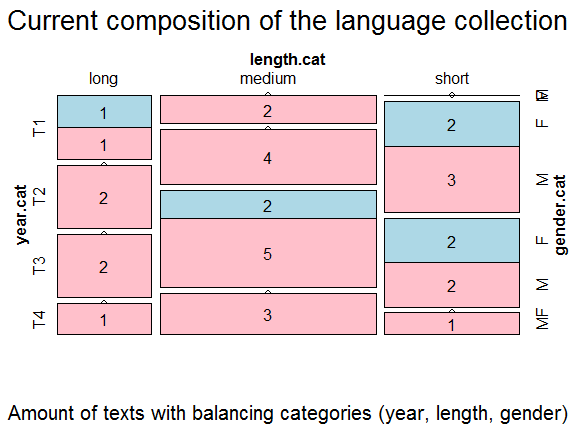 Current composition of the language collection
length.cat
long medium short
year.cat
T1
T2
T3
T4
1
1
2
2
1
2
4
2
5
3
2
3
2
2
1
F
M
F
M
MF
gender.cat
Amount of texts with balancing categories (year, length, gender)